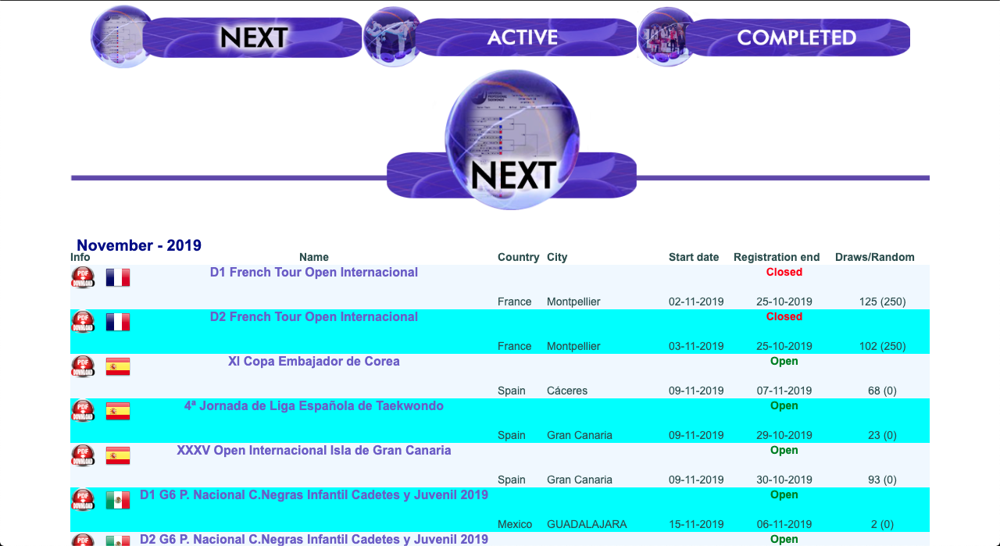 NEXT ACTIVE COMPLETED
NEXT
November - 2019
Info Name Country City Start date Registration end Draws/Random
PDF DOWNLOAD D1 French Tour Open Internacional Closed
France Montpellier 02-11-2019 25-10-2019 125 (250)
PDF DOWNLOAD D2 French Tour Open Internacional Closed
France Montpellier 03-11-2019 25-10-2019 102 (250)
PDF DOWNLOAD XI Copa Embajador de Corea Open
Spain Cáceres 09-11-2019 07-11-2019 68 (0)
PDF DOWNLOAD 4ª Jornada de Liga Española de Taekwondo Open
Spain Gran Canaria 09-11-2019 29-10-2019 23 (0)
PDF DOWNLOAD XXXV Open Internacional Isla de Gran Canaria Open
Spain Gran Canaria 09-11-2019 30-10-2019 93 (0)
PDF DOWNLOAD D1 G6 P. Nacional C.Negras Infantil Cadetes y Juvenil 2019 Open
Mexico GUADALAJARA 15-11-2019 06-11-2019 2 (0)
PDF D2 G6 P. Nacional C.Negras Infantil Cadetes y Juvenil 2019 Open